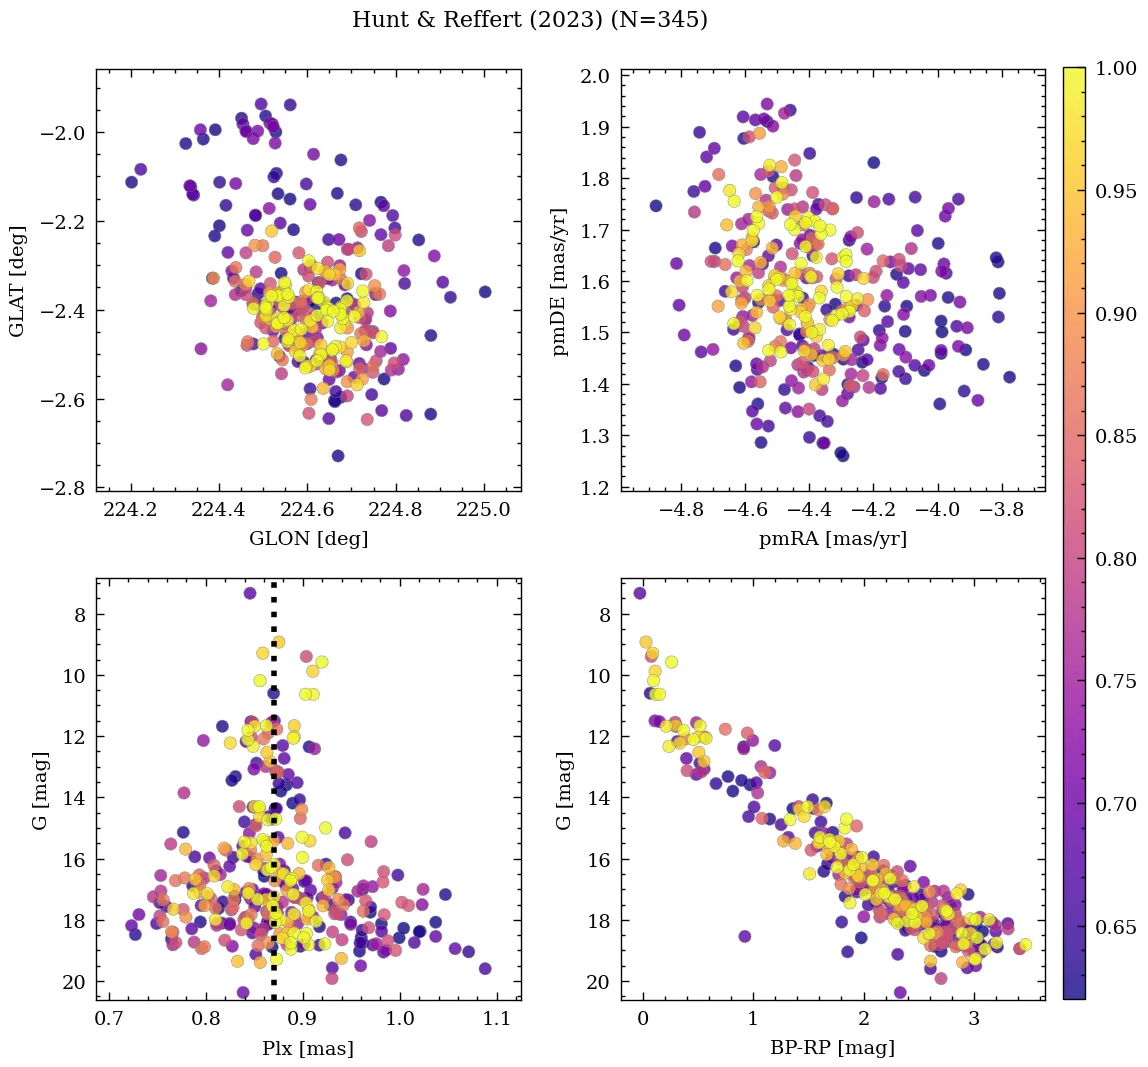 Hunt & Reffert (2023) (N=345)
GLAT [deg]
−2.0
−2.2
−2.4
−2.6
−2.8
224.2 224.4 224.6 224.8 225.0
GLON [deg]
pmDE [mas/yr]
2.0
1.9
1.8
1.7
1.6
1.5
1.4
1.3
1.2
−4.8 −4.6 −4.4 −4.2 −4.0 −3.8
pmRA [mas/yr]
G [mag]
8
10
12
14
16
18
20
0.7 0.8 0.9 1.0 1.1
Plx [mas]
G [mag]
8
10
12
14
16
18
20
0 1 2 3
BP-RP [mag]
1.00
0.95
0.90
0.85
0.80
0.75
0.70
0.65